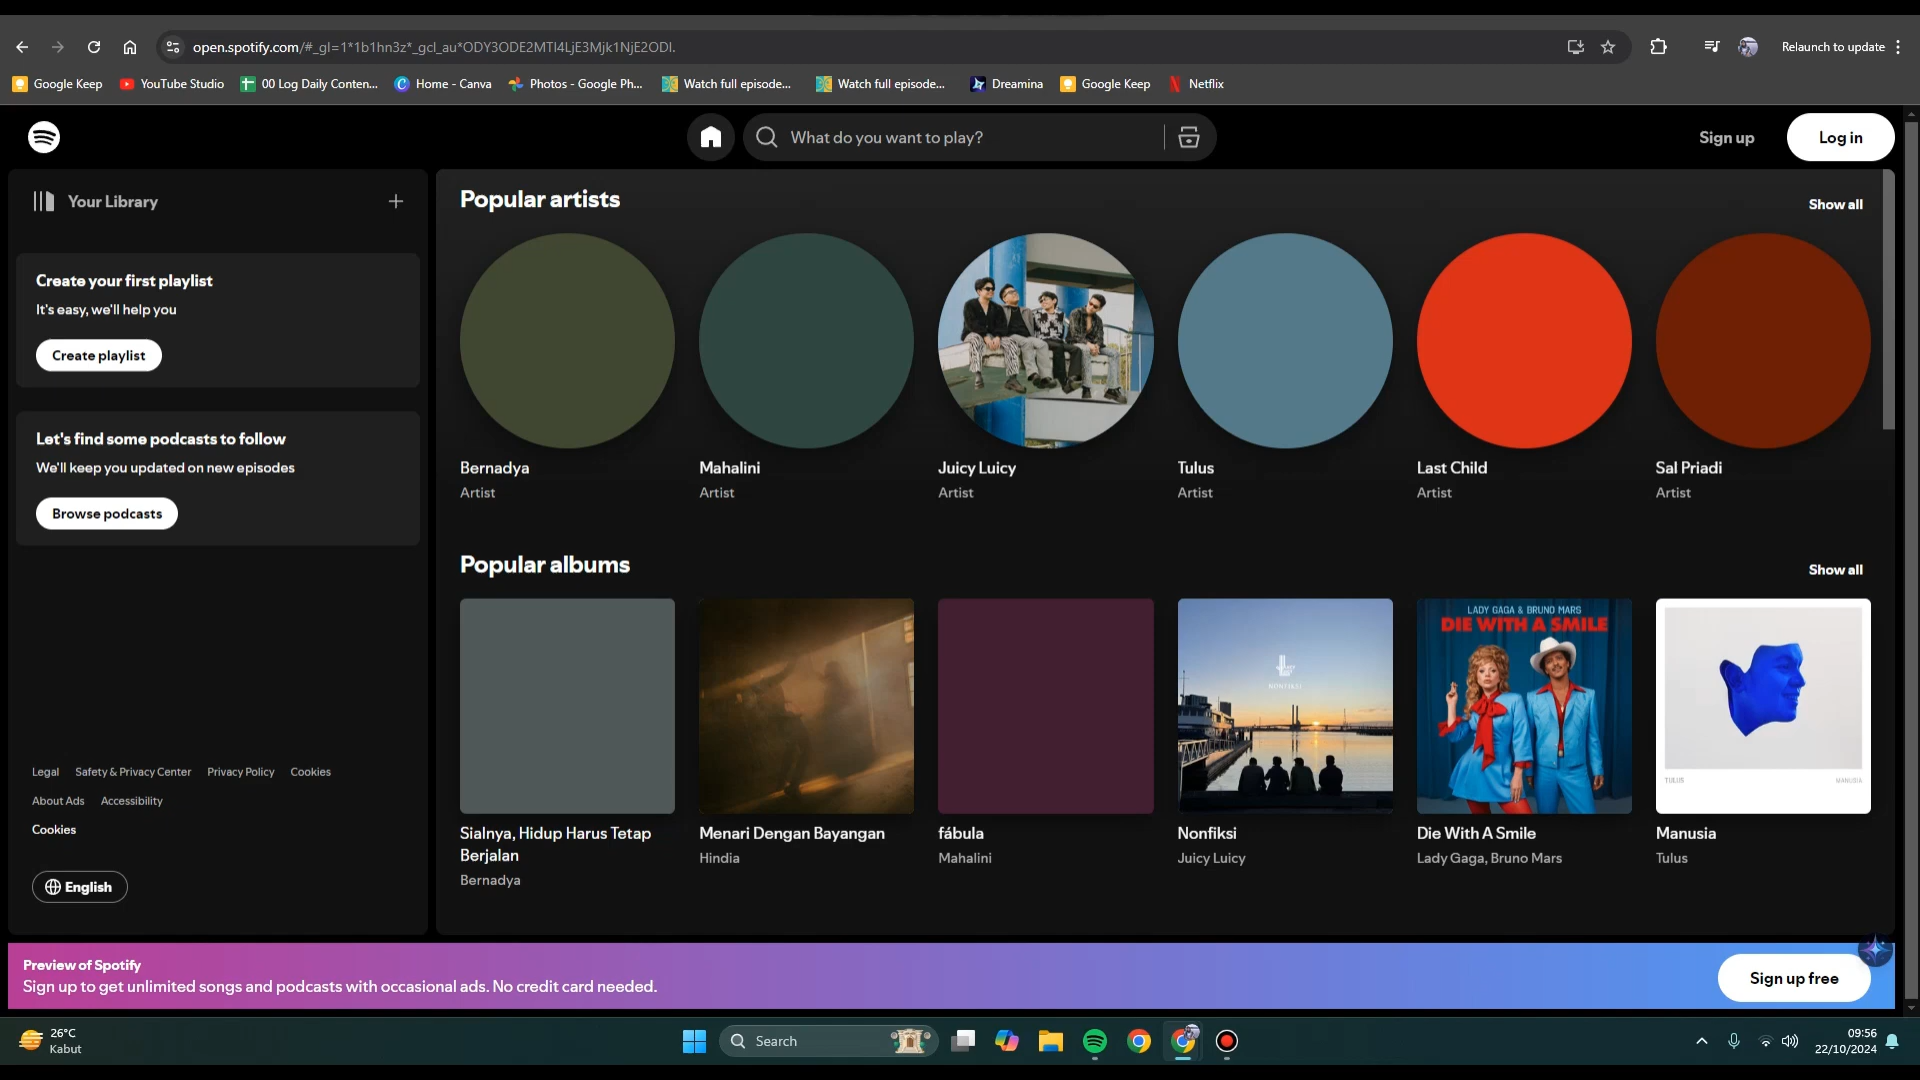 open.spotify.com/#_gl=1*1b1hn3z*_gcl_au*ODY3ODE2MTI4LjE3Mjk1NjE2ODI.
Relaunch to update
Google Keep
YouTube Studio
00 Log Daily Conten...
Home - Canva
Photos - Google Ph...
Watch full episode...
Watch full episode...
Dreamina
Google Keep
Netflix
What do you want to play?
Sign up
Log in
Your Library
Create your first playlist
It's easy, we'll help you
Create playlist
Let's find some podcasts to follow
We'll keep you updated on new episodes
Browse podcasts
Legal Safety & Privacy Center Privacy Policy Cookies
About Ads Accessibility
Cookies
English
Popular artists
Show all
Bernadya
Artist
Mahalini
Artist
Juicy Luicy
Artist
Tulus
Artist
Last Child
Artist
Sal Priadi
Artist
Popular albums
Show all
Sialnya, Hidup Harus Tetap
Berjalan
Bernadya
Menari Dengan Bayangan
Hindia
fábula
Mahalini
NONFIKSI
Nonfiksi
Juicy Luicy
LADY GAGA & BRUNO MARS
DIE WITH A SMILE
Die With A Smile
Lady Gaga, Bruno Mars
TULUS
MANUSIA
Manusia
Tulus
Preview of Spotify
Sign up to get unlimited songs and podcasts with occasional ads. No credit card needed.
Sign up free
26°C
Kabut
Search
09:56
22/10/2024